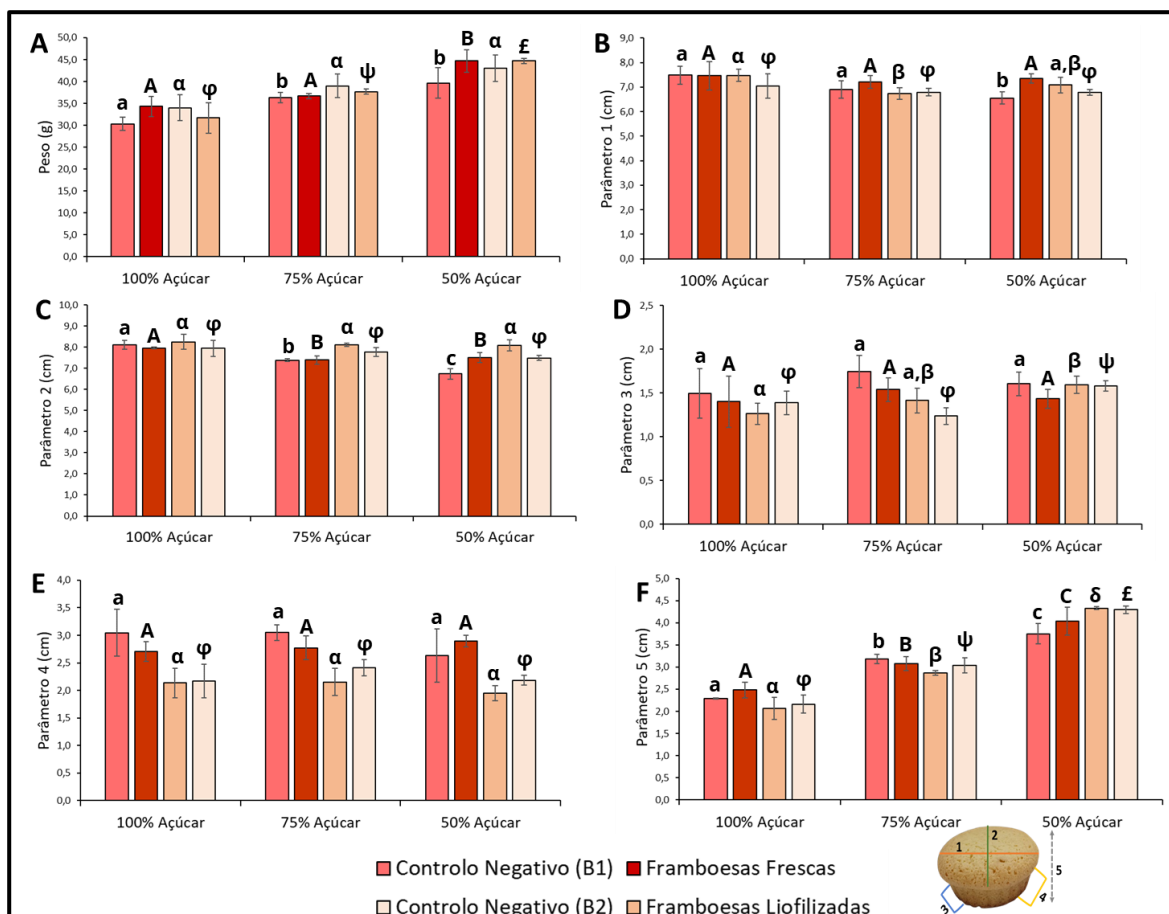 A
Peso (g)
50,0
45,0
40,0
35,0
30,0
25,0
20,0
15,0
10,0
5,0
0,0
a A α φ
b A α ψ
b B α £
100% Açúcar 75% Açúcar 50% Açúcar
B
Parâmetro 1 (cm)
9,0
8,0
7,0
6,0
5,0
4,0
3,0
2,0
1,0
0,0
a A α φ
a A β φ
b A a,β φ
100% Açúcar 75% Açúcar 50% Açúcar
C
Parâmetro 2 (cm)
10,0
9,0
8,0
7,0
6,0
5,0
4,0
3,0
2,0
1,0
0,0
a A α φ
b B α φ
c B α φ
100% Açúcar 75% Açúcar 50% Açúcar
D
Parâmetro 3 (cm)
2,5
2,0
1,5
1,0
0,5
0,0
a A α φ
a A a,β φ
a A β ψ
100% Açúcar 75% Açúcar 50% Açúcar
E
Parâmetro 4 (cm)
4,0
3,5
3,0
2,5
2,0
1,5
1,0
0,5
0,0
a A α φ
a A α φ
a A α φ
100% Açúcar 75% Açúcar 50% Açúcar
F
Parâmetro 5 (cm)
5,0
4,5
4,0
3,5
3,0
2,5
2,0
1,5
1,0
0,5
0,0
a A α φ
b B β ψ
c C δ £
100% Açúcar 75% Açúcar 50% Açúcar
Controlo Negativo (B1) Framboesas Frescas
Controlo Negativo (B2) Framboesas Liofilizadas
1 2 3 4 5